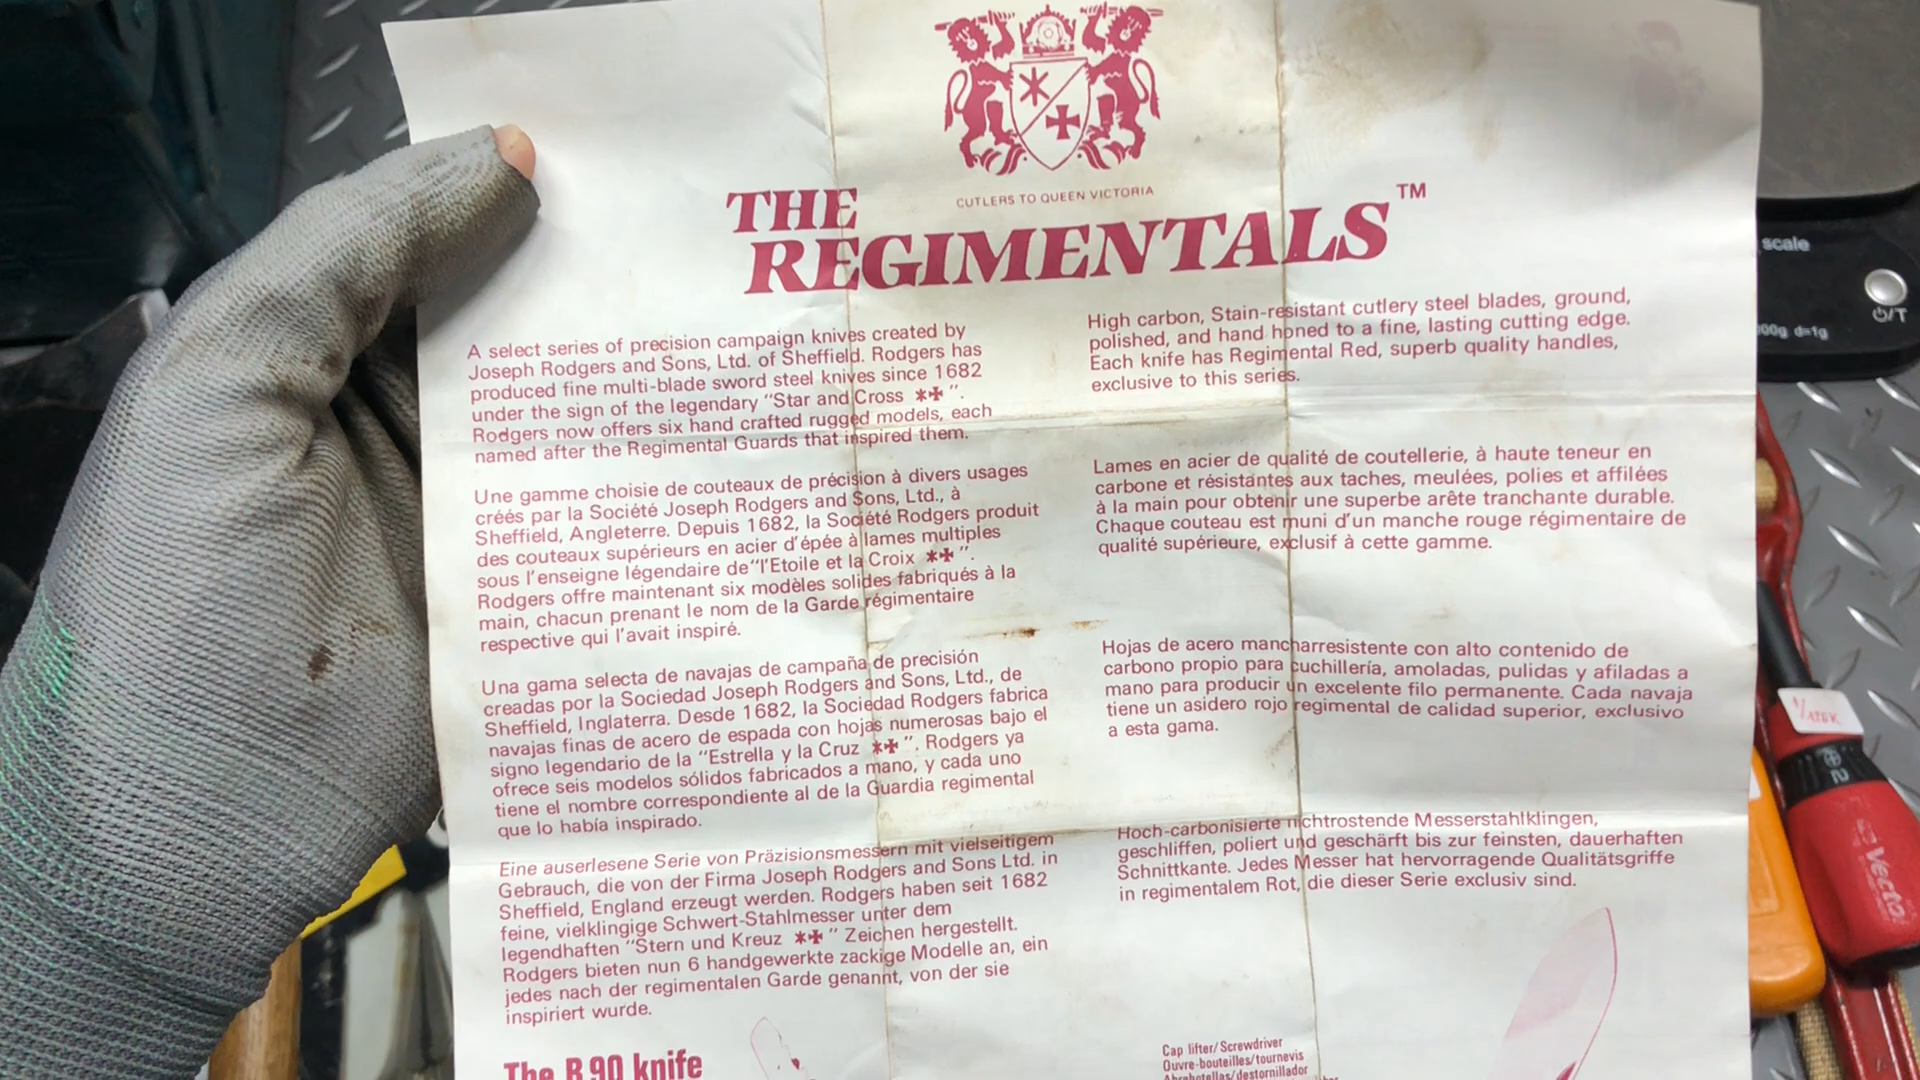 CUTLERS TO QUEEN VICTORIA
THE
REGIMENTALS™
A select series of precision campaign knives created by
Joseph Rodgers and Sons, Ltd. of Sheffield. Rodgers has
produced fine multi-blade sword steel knives since 1682
under the sign of the legendary "Star and Cross ✶✠ ".
Rodgers now offers six hand crafted rugged models, each
named after the Regimental Guards that inspired them.
Une gamme choisie de couteaux de précision à divers usages
créés par la Société Joseph Rodgers and Sons, Ltd., à
Sheffield, Angleterre. Depuis 1682, la Société Rodgers produit
des couteaux supérieurs en acier d'épée à lames multiples
sous l'enseigne légendaire de "l'Etoile et la Croix ✶✠ ".
Rodgers offre maintenant six modèles solides fabriqués à la
main, chacun prenant le nom de la Garde régimentaire
respective qui l'avait inspiré.
Una gama selecta de navajas de campaña de precisión
creadas por la Sociedad Joseph Rodgers and Sons, Ltd., de
Sheffield, Inglaterra. Desde 1682, la Sociedad Rodgers fabrica
navajas finas de acero de espada con hojas numerosas bajo el
signo legendario de la "Estrella y la Cruz ✶✠ ". Rodgers ya
ofrece seis modelos sólidos fabricados a mano, y cada uno
tiene el nombre correspondiente al de la Guardia regimental
que lo había inspirado.
Eine auserlesene Serie von Präzisionsmessern mit vielseitigem
Gebrauch, die von der Firma Joseph Rodgers and Sons Ltd. in
Sheffield, England erzeugt werden. Rodgers haben seit 1682
feine, vielklingige Schwert-Stahlmesser unter dem
legendhaften "Stern und Kreuz ✶✠ " Zeichen hergestellt.
Rodgers bieten nun 6 handgewerkte zackige Modelle an, ein
jedes nach der regimentalen Garde genannt, von der sie
inspiriert wurde.
The R.90 knife
High carbon, Stain-resistant cutlery steel blades, ground,
polished, and hand honed to a fine, lasting cutting edge.
Each knife has Regimental Red, superb quality handles,
exclusive to this series.
Lames en acier de qualité de coutellerie, à haute teneur en
carbone et résistantes aux taches, meulées, polies et affilées
à la main pour obtenir une superbe arête tranchante durable.
Chaque couteau est muni d'un manche rouge régimentaire de
qualité supérieure, exclusif à cette gamme.
Hojas de acero mancharresistente con alto contenido de
carbono propio para cuchillería, amoladas, pulidas y afiladas a
mano para producir un excelente filo permanente. Cada navaja
tiene un asidero rojo regimental de calidad superior, exclusivo
a esta gama.
Hoch-carbonisierte nichtrostende Messerstahlklingen,
geschliffen, poliert und geschärft bis zur feinsten, dauerhaften
Schnittkante. Jedes Messer hat hervorragende Qualitätsgriffe
in regimentalem Rot, die dieser Serie exclusiv sind.
Cap lifter/Screwdriver
Ouvre-bouteilles/tournevis
Abrebotellas/destornillador
scale
⏻/T
d=1g
2
Vecto